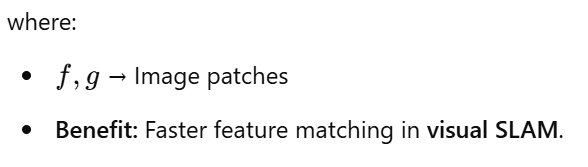 where:
• f, g → Image patches
• Benefit: Faster feature matching in visual SLAM.